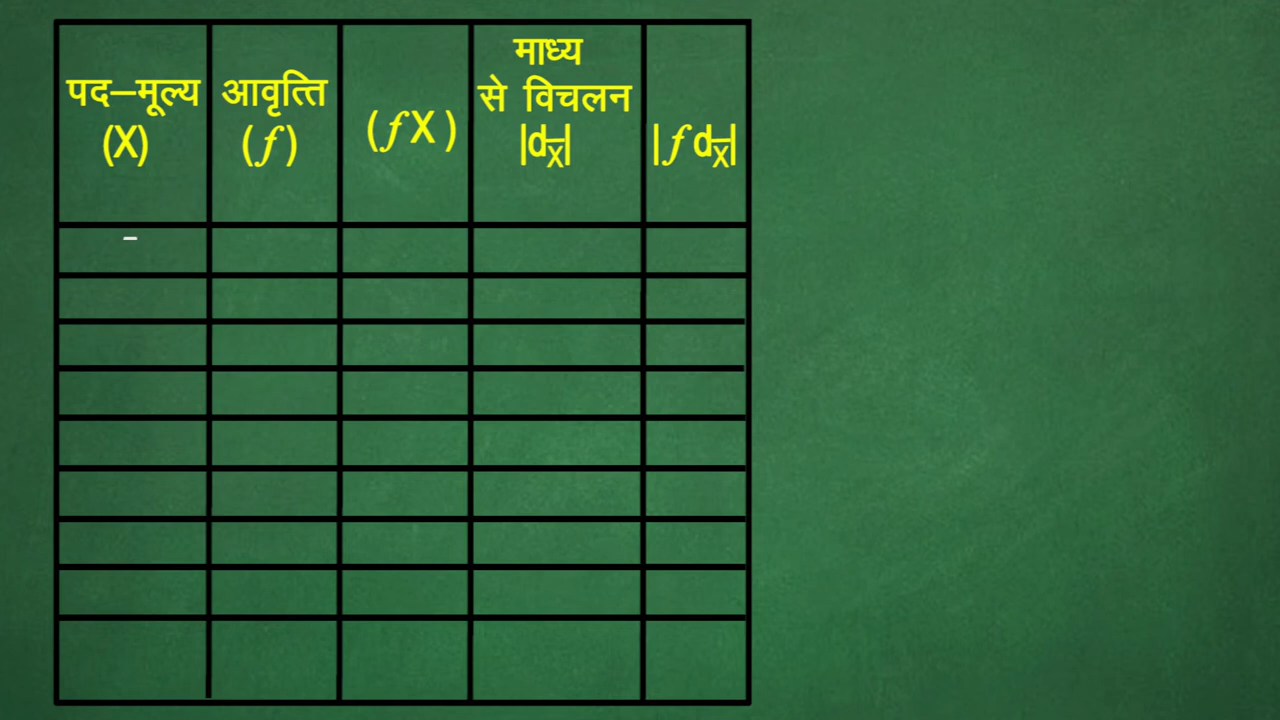 पद–मूल्य
(X)
आवृत्ति
(f)
(fX)
माध्य
से विचलन
|dx̅|
|fdx̅|
–